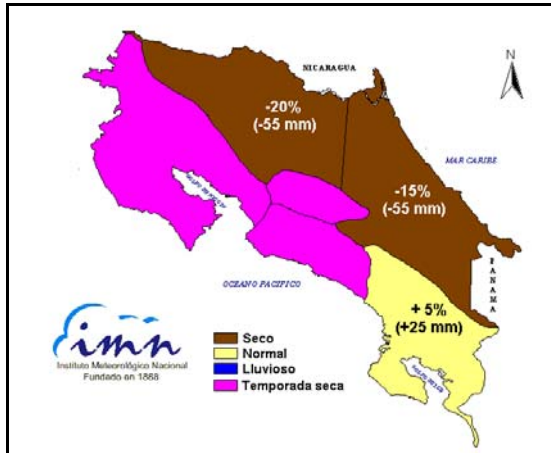 NICARAGUA
N
-20%
(-55 mm)
MAR CARIBE
-15%
(-55 mm)
PANAMA
OCEANO PACIFICO
+ 5%
(+25 mm)
imn
Instituto Meteorológico Nacional
Fundado en 1868
Seco
Normal
Lluvioso
Temporada seca